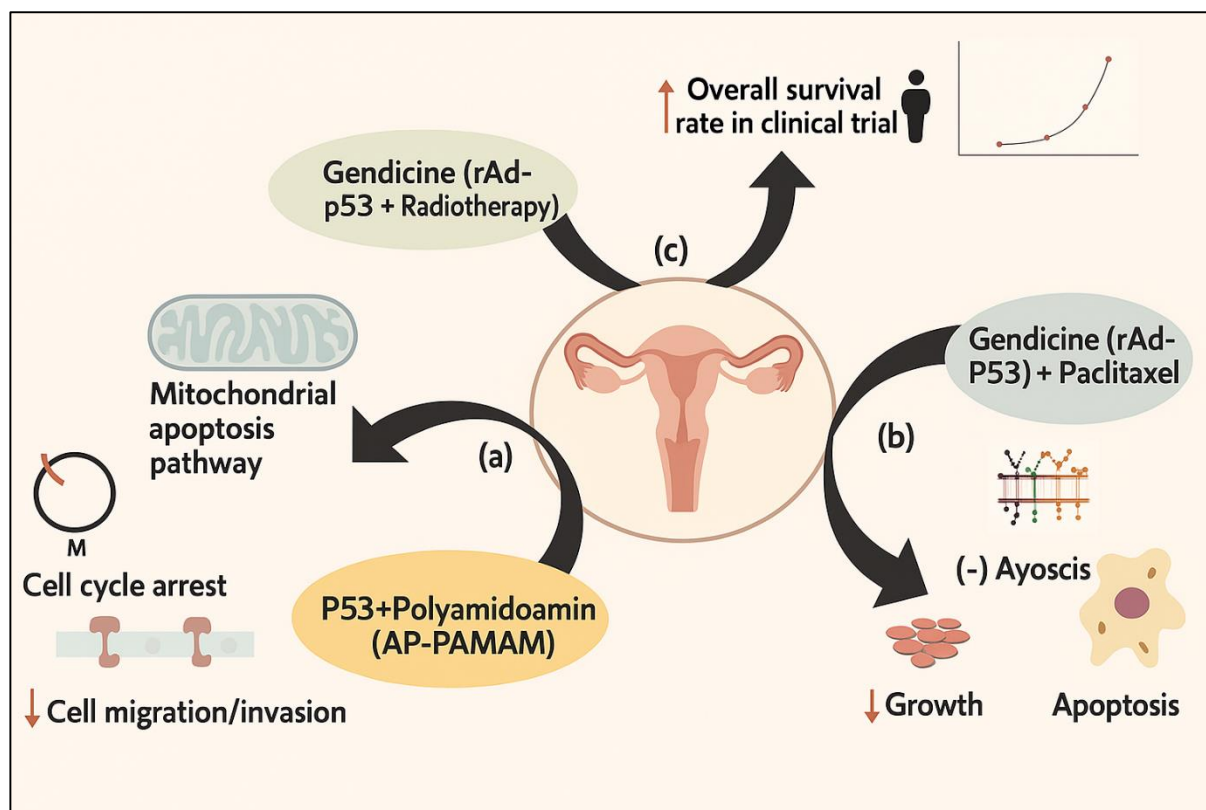 Overall survival
rate in clinical trial
Gendicine (rAd-
p53 + Radiotherapy)
(c)
Mitochondrial
apoptosis
pathway
(a)
M
Cell cycle arrest
Cell migration/invasion
P53+Polyamidoamin
(AP-PAMAM)
Gendicine (rAd-
P53) + Paclitaxel
(b)
(-) Ayoscis
Growth
Apoptosis